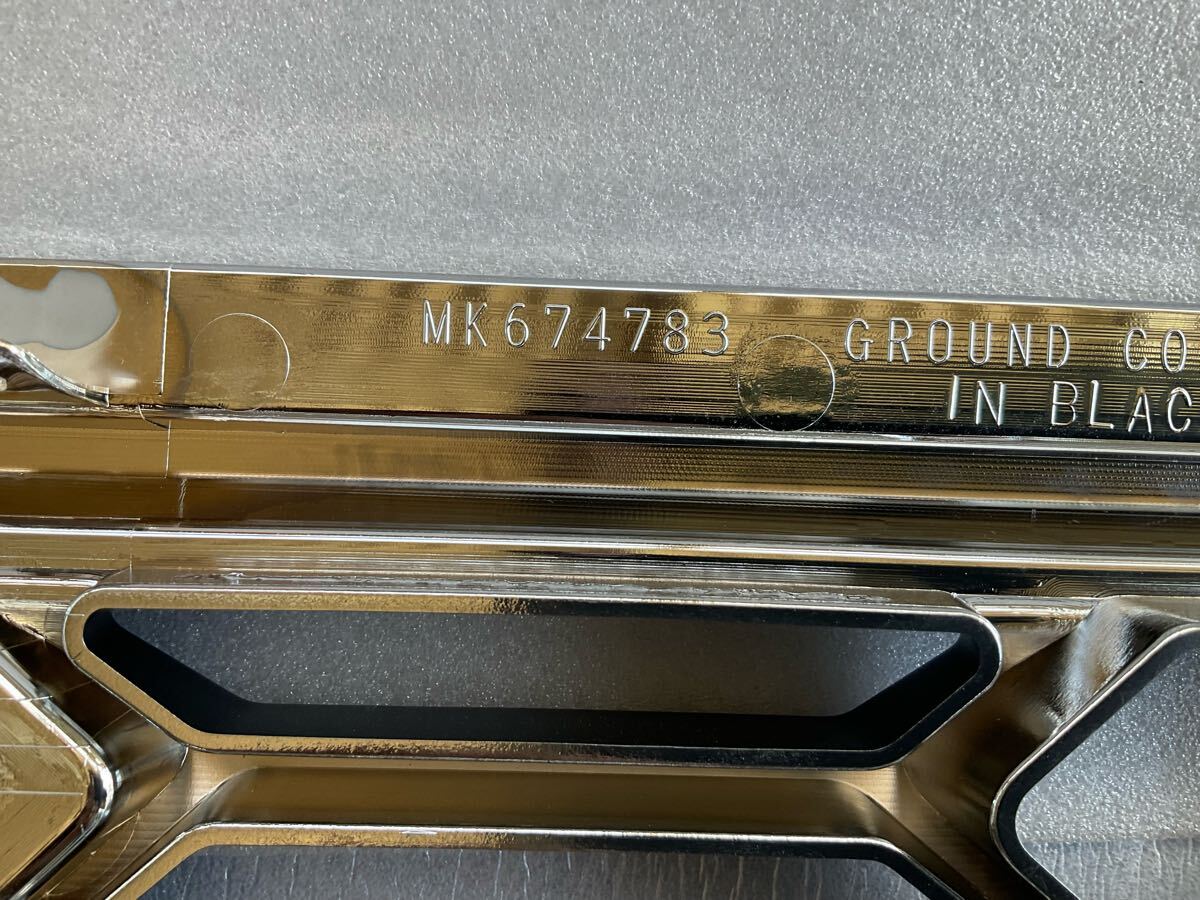 MK674783
GROUND CO
IN BLAC